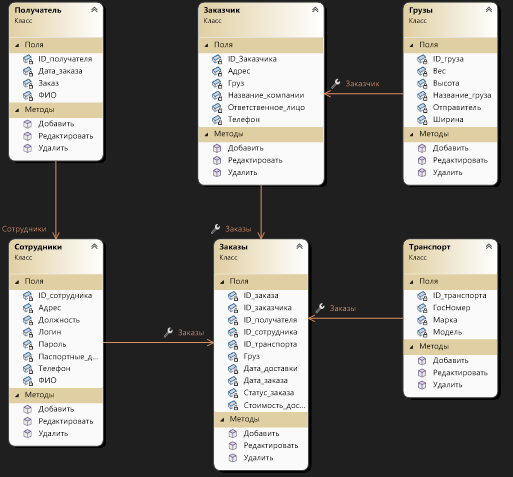 Получатель
Класс
Поля
ID_получателя
Дата_заказа
Заказ
ФИО
Методы
Добавить
Редактировать
Удалить
Заказчик
Класс
Поля
ID_Заказчика
Адрес
Груз
Название_компании
Ответственное_лицо
Телефон
Методы
Добавить
Редактировать
Удалить
Заказчик
Грузы
Класс
Поля
ID_груза
Вес
Высота
Название_груза
Отправитель
Ширина
Методы
Добавить
Редактировать
Удалить
Сотрудники
Заказы
Сотрудники
Класс
Поля
ID_сотрудника
Адрес
Должность
Логин
Пароль
Паспортные_д...
Телефон
ФИО
Методы
Добавить
Редактировать
Удалить
Заказы
Заказы
Класс
Поля
ID_заказа
ID_заказчика
ID_получателя
ID_сотрудника
ID_транспорта
Груз
Дата_доставки
Дата_заказа
Статус_заказа
Стоимость_дос...
Методы
Добавить
Редактировать
Удалить
Заказы
Транспорт
Класс
Поля
ID_транспорта
ГосНомер
Марка
Модель
Методы
Добавить
Редактировать
Удалить